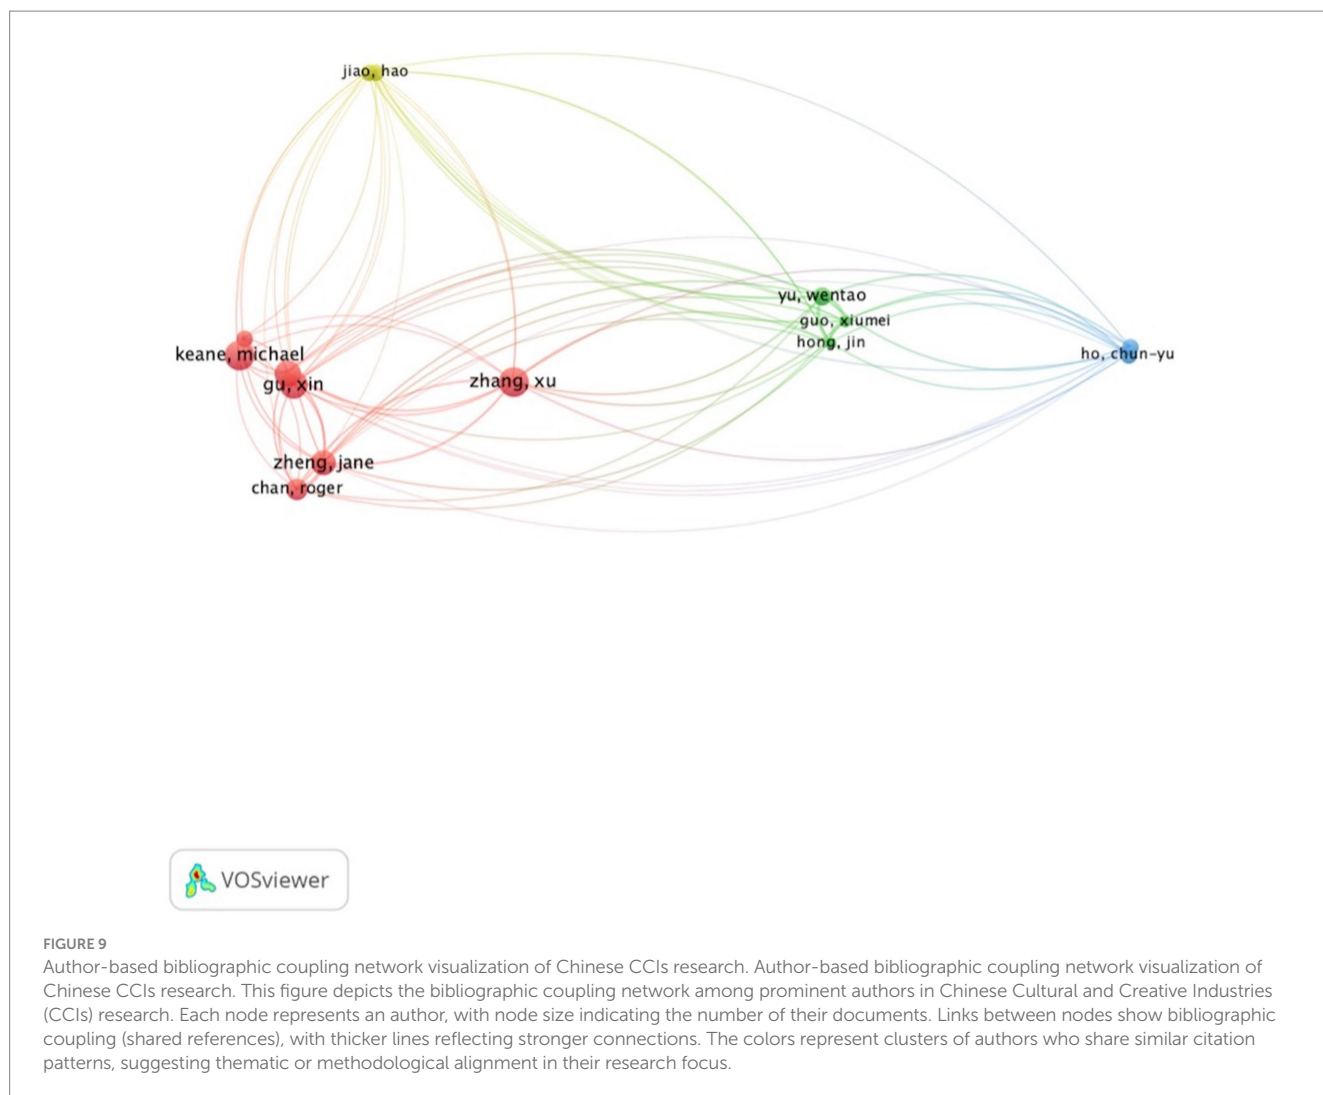 jiao, hao
yu, wentao
guo, xiumei
hong, jin
ho, chun-yu
keane, michael
gu, xin
zhang, xu
zheng, jane
chan, roger
VOSviewer
FIGURE 9
Author-based bibliographic coupling network visualization of Chinese CCIs research. Author-based bibliographic coupling network visualization of
Chinese CCIs research. This figure depicts the bibliographic coupling network among prominent authors in Chinese Cultural and Creative Industries
(CCIs) research. Each node represents an author, with node size indicating the number of their documents. Links between nodes show bibliographic
coupling (shared references), with thicker lines reflecting stronger connections. The colors represent clusters of authors who share similar citation
patterns, suggesting thematic or methodological alignment in their research focus.